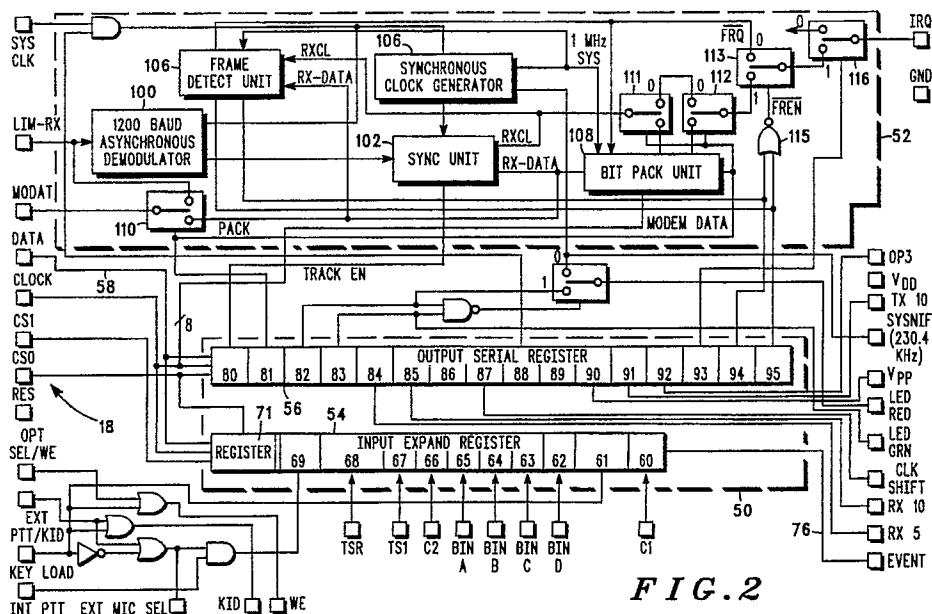 SYS CLK
LIM-RX
MODAT
DATA
CLOCK
CS1
CS0
RES
18
OPT SEL/WE
EXT PTT/KID
KEY LOAD
INT PTT
EXT MIC SEL
KID
WE
106
FRAME DETECT UNIT
RXCL
RX-DATA
100
1200 BAUD ASYNCHRONOUS DEMODULATOR
106
SYNCHRONOUS CLOCK GENERATOR
1 MHz SYS
102
SYNC UNIT
RXCL
RX-DATA
108
BIT PACK UNIT
MODEM DATA
110
PACK
111
0
1
0
112
1
FRQ
113
0
1
FREN
115
0
1
116
52
IRQ
GND
58
8
TRACK EN
0
1
OUTPUT SERIAL REGISTER
80 81 82 83 84 85 86 87 88 89 90 91 92 93 94 95
56
71
54
REGISTER
INPUT EXPAND REGISTER
69 68 67 66 65 64 63 62 61 60
50
TSR
TS1
C2
BIN A
BIN B
BIN C
BIN D
C1
76
OP3
VDD
TX 10
SYSNIF (230.4 KHz)
VPP
LED RED
LED GRN
CLK SHIFT
RX 10
RX 5
EVENT
FIG.2